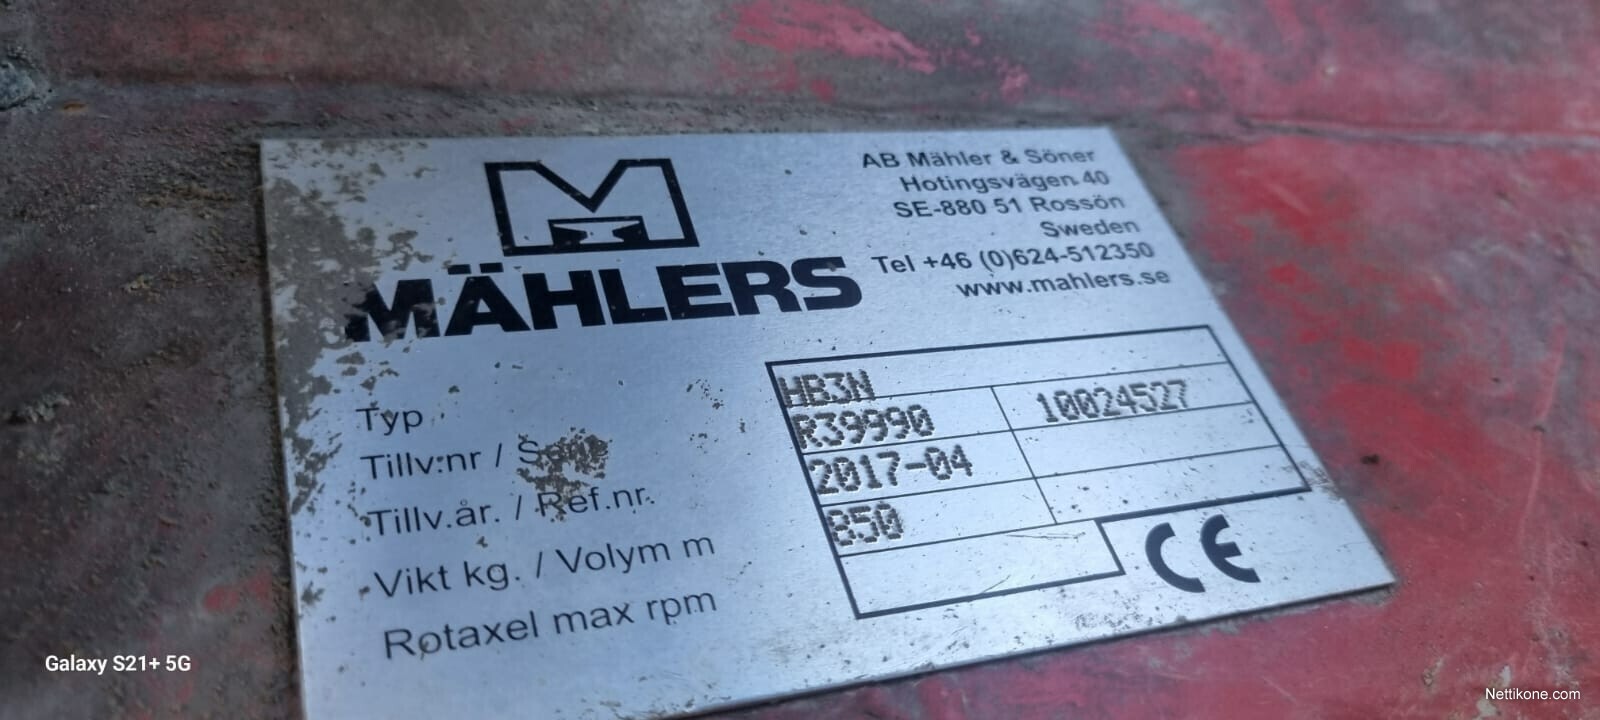 AB Mähler & Söner
Hotingsvägen 40
SE-880 51 Rossön
Sweden
Tel +46 (0)624-512350
www.mahlers.se
MÄHLERS
Typ HB3N
Tillv.nr / R39990 10024527
Tillv.år. / Ref.nr. 2017-04
Vikt kg. / Volym m 850
Rotaxel max rpm
CE
Galaxy S21+ 5G
Nettikone.com